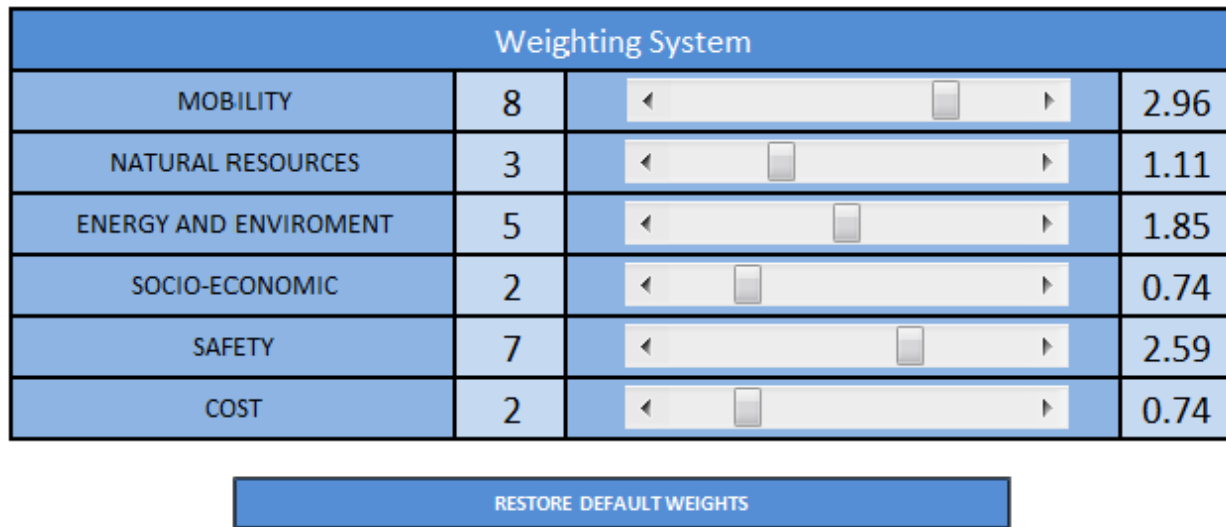 Weighting System
MOBILITY 8 2.96
NATURAL RESOURCES 3 1.11
ENERGY AND ENVIROMENT 5 1.85
SOCIO-ECONOMIC 2 0.74
SAFETY 7 2.59
COST 2 0.74
RESTORE DEFAULT WEIGHTS